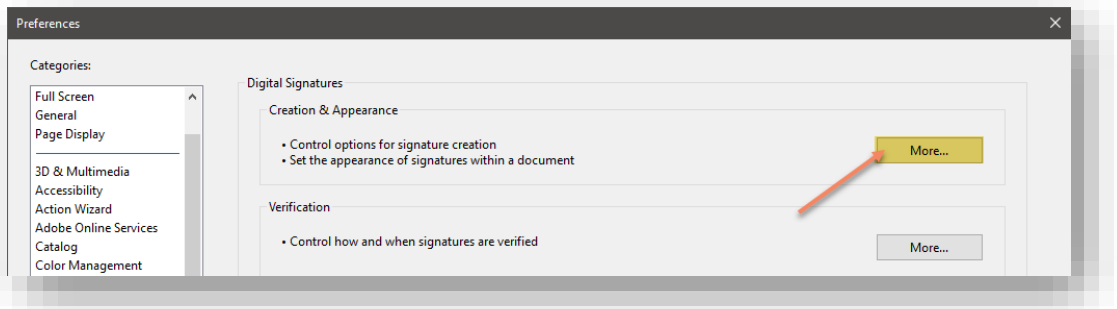 Preferences
Categories:
Full Screen
General
Page Display
3D & Multimedia
Accessibility
Action Wizard
Adobe Online Services
Catalog
Color Management
Digital Signatures
Creation & Appearance
• Control options for signature creation
• Set the appearance of signatures within a document
More...
Verification
• Control how and when signatures are verified
More...